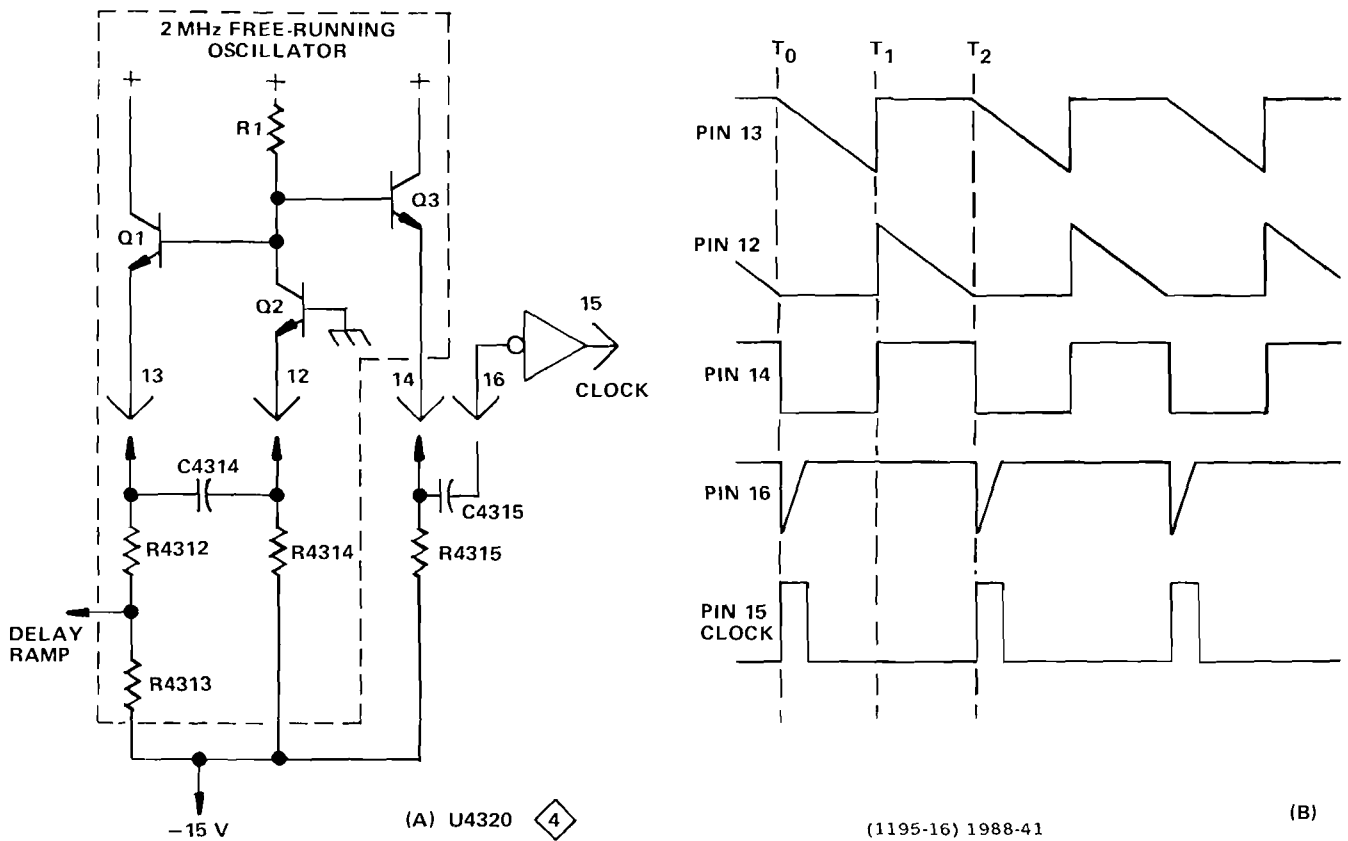 2 MHz FREE-RUNNING
OSCILLATOR
+ + +
R1
Q1
Q2
Q3
13
12
14
16
15
CLOCK
C4314
C4315
R4312
R4314
R4315
DELAY
RAMP
R4313
−15 V
(A) U4320 4
T0 T1 T2
PIN 13
PIN 12
PIN 14
PIN 16
PIN 15
CLOCK
(1195-16) 1988-41
(B)